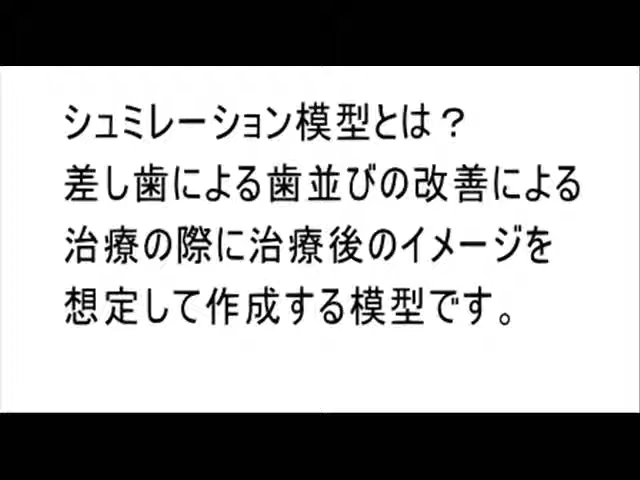 シュミレーション模型とは？
差し歯による歯並びの改善による
治療の際に治療後のイメージを
想定して作成する模型です。